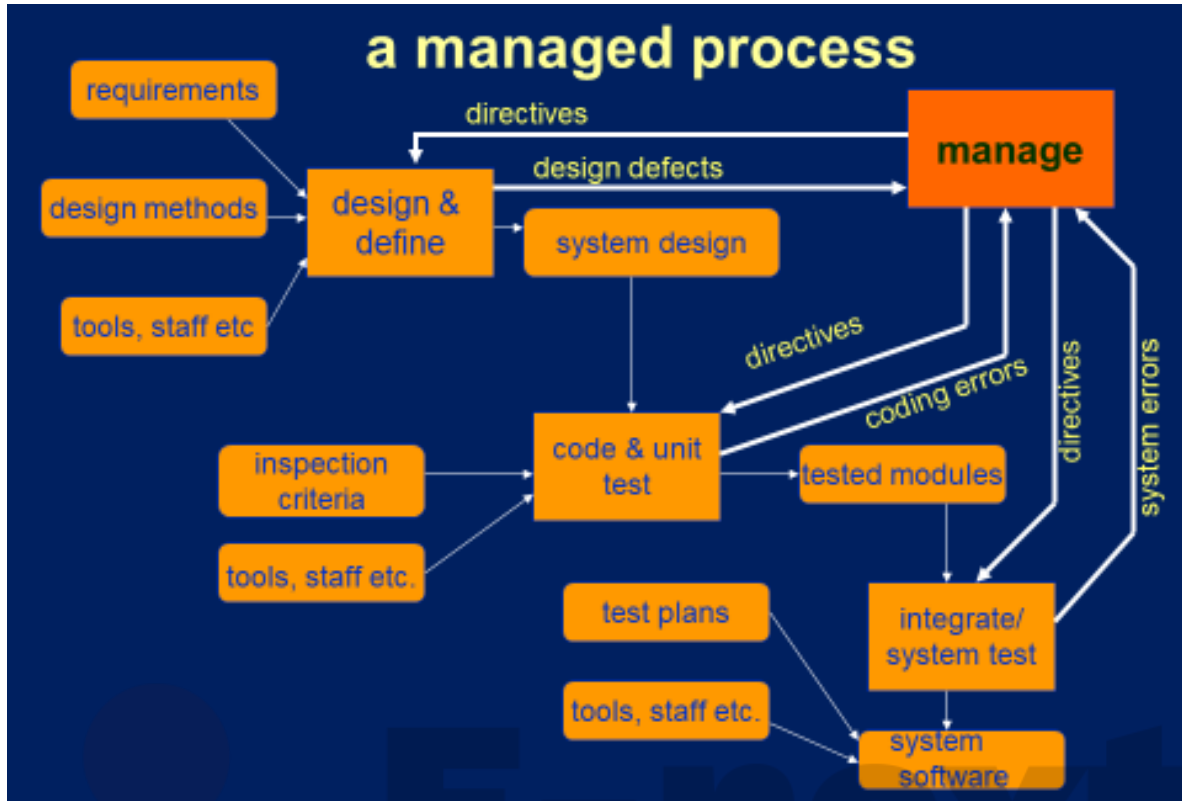 a managed process
requirements
directives
manage
design defects
design methods
design &
define
system design
tools, staff etc
directives
coding errors
directives
system errors
inspection
criteria
code & unit
test
tested modules
tools, staff etc.
test plans
integrate/
system test
tools, staff etc.
system
software